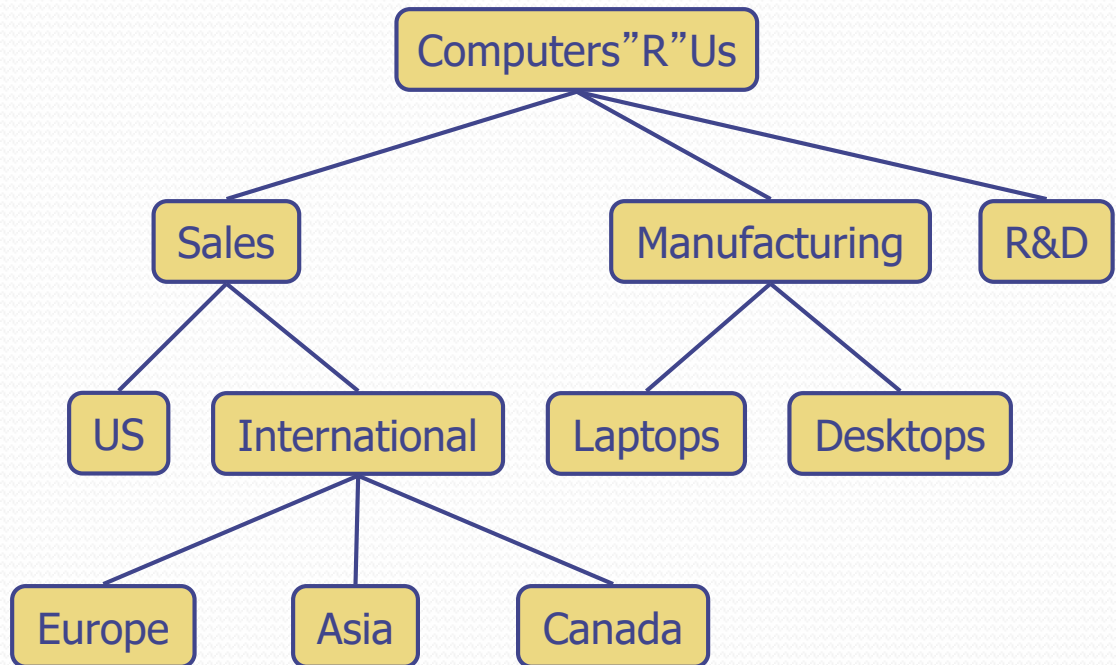 Computers”R”Us
Sales
Manufacturing
R&D
US
International
Laptops
Desktops
Europe
Asia
Canada